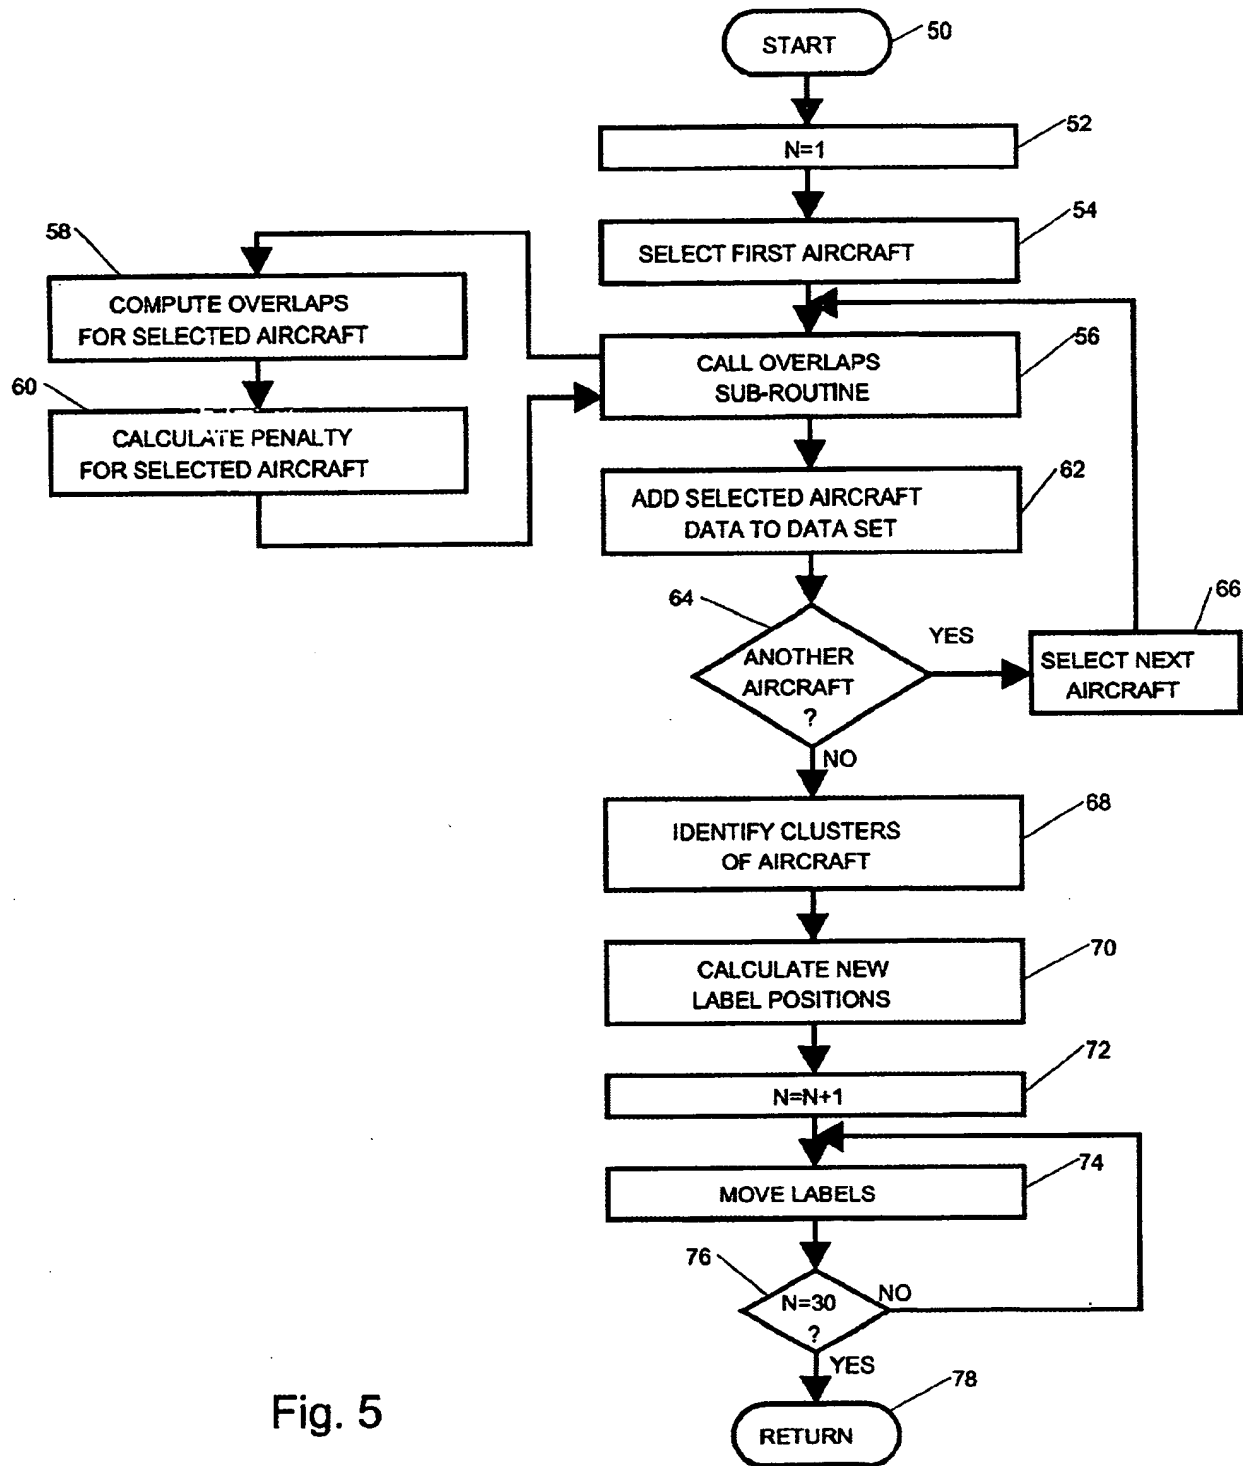 START
50
52
N=1
54
SELECT FIRST AIRCRAFT
58
COMPUTE OVERLAPS
FOR SELECTED AIRCRAFT
56
CALL OVERLAPS
SUB-ROUTINE
60
CALCULATE PENALTY
FOR SELECTED AIRCRAFT
62
ADD SELECTED AIRCRAFT
DATA TO DATA SET
64
ANOTHER
AIRCRAFT
?
YES
66
SELECT NEXT
AIRCRAFT
NO
68
IDENTIFY CLUSTERS
OF AIRCRAFT
70
CALCULATE NEW
LABEL POSITIONS
72
N=N+1
74
MOVE LABELS
76
N=30
?
NO
YES
78
RETURN
Fig. 5